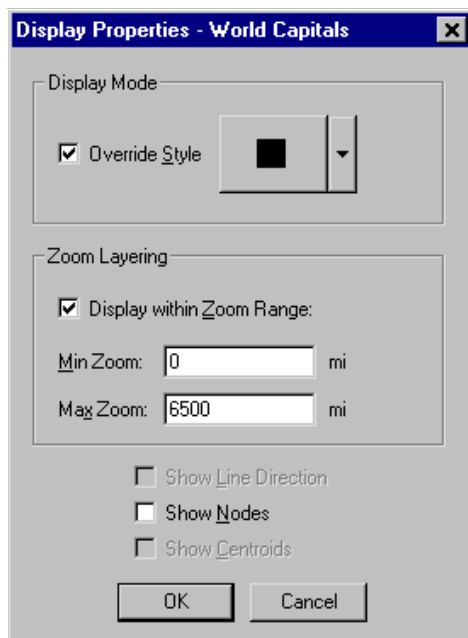 Display Properties - World Capitals
Display Mode
Override Style
Zoom Layering
Display within Zoom Range:
Min Zoom: 0 mi
Max Zoom: 6500 mi
Show Line Direction
Show Nodes
Show Centroids
OK Cancel